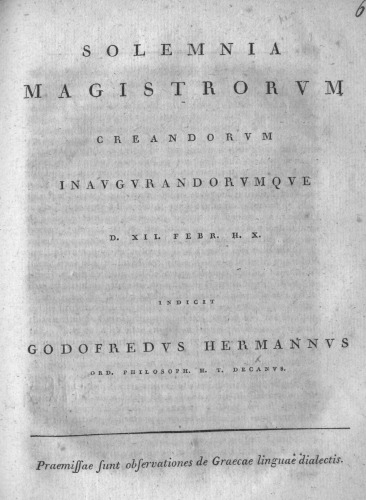 6
SOLEMNIA
MAGISTRORVM
CREANDORVM
INAVGVRANDORVMQVE
D. XII. FEBR. H. X.
INDICIT
GODOFREDVS HERMANNVS
ORD. PHILOSOPH. H. T. DECANVS.
Praemiſſae ſunt obſervationes de Graecae linguae dialectis.